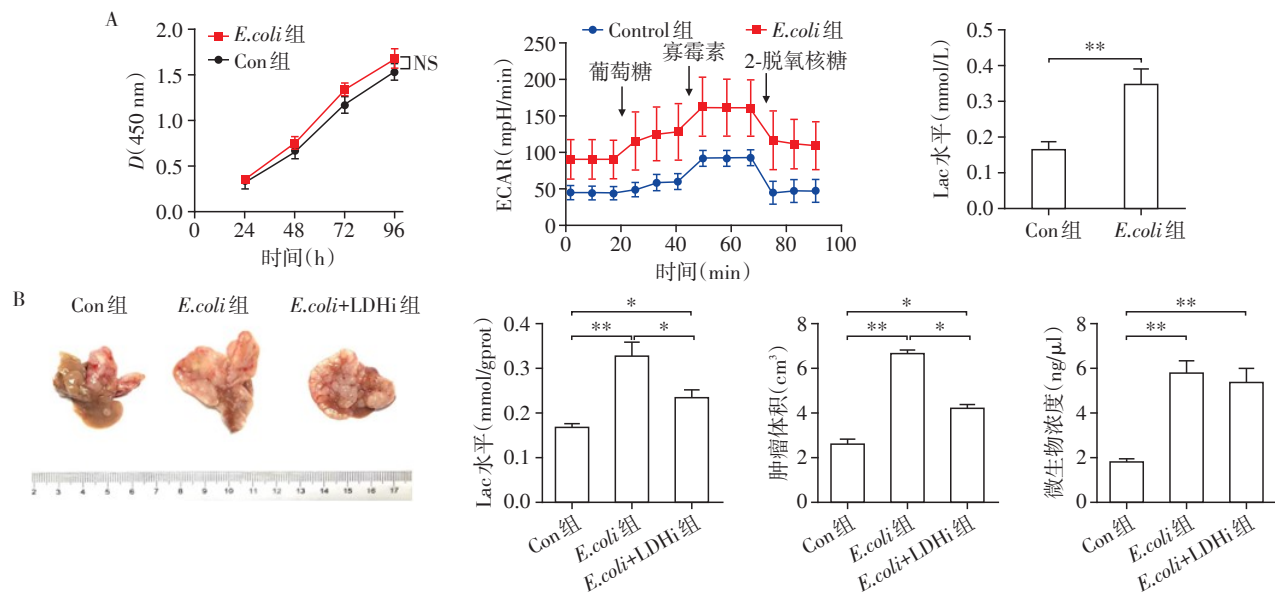 A
E.coli组
Con组
NS
D(450 nm)
2.0
1.5
1.0
0.5
0.0
0 24 48 72 96
时间(h)
Control组 E.coli组
葡萄糖
寡霉素
2-脱氧核糖
ECAR(mpH/min)
250
200
150
100
50
0
0 20 40 60 80 100
时间(min)
**
Lac水平(mmol/L)
0.5
0.4
0.3
0.2
0.1
0.0
Con组 E.coli组
B
Con组 E.coli组 E.coli+LDHi组
2 3 4 5 6 7 8 9 10 11 12 13 14 15 16 17
*
** *
Lac水平(mmol/gprot)
0.4
0.3
0.2
0.1
0.0
Con组
E.coli组
E.coli+LDHi组
*
** *
肿瘤体积(cm³)
8
6
4
2
0
Con组
E.coli组
E.coli+LDHi组
**
**
微生物浓度(ng/μl)
8
6
4
2
0
Con组
E.coli组
E.coli+LDHi组